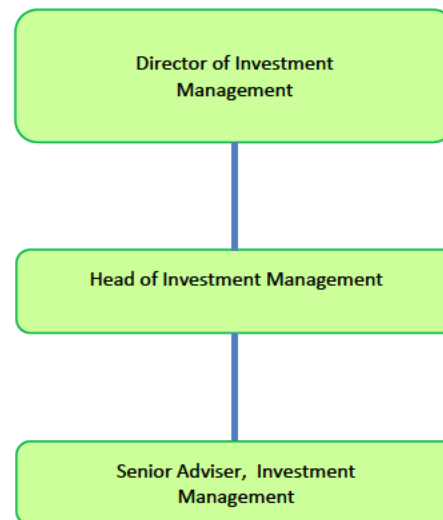 Director of Investment
Management
Head of Investment Management
Senior Adviser,  Investment
Management